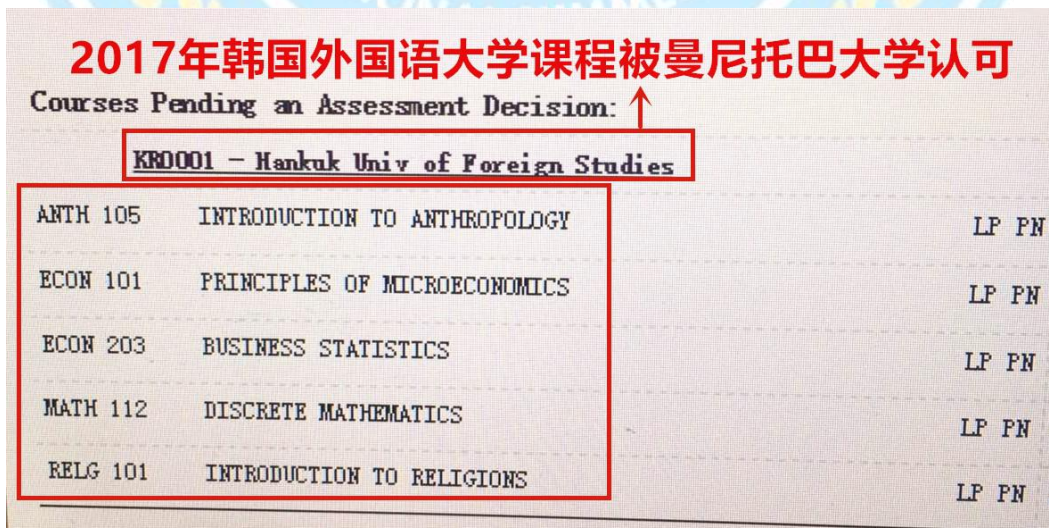 2017年韩国外国语大学课程被曼尼托巴大学认可
Courses Pending an Assessment Decision:
KR0001 - Hankuk Univ of Foreign Studies
ANTH 105 INTRODUCTION TO ANTHROPOLOGY LP PN
ECON 101 PRINCIPLES OF MICROECONOMICS LP PN
ECON 203 BUSINESS STATISTICS LP PN
MATH 112 DISCRETE MATHEMATICS LP PN
RELG 101 INTRODUCTION TO RELIGIONS LP PN